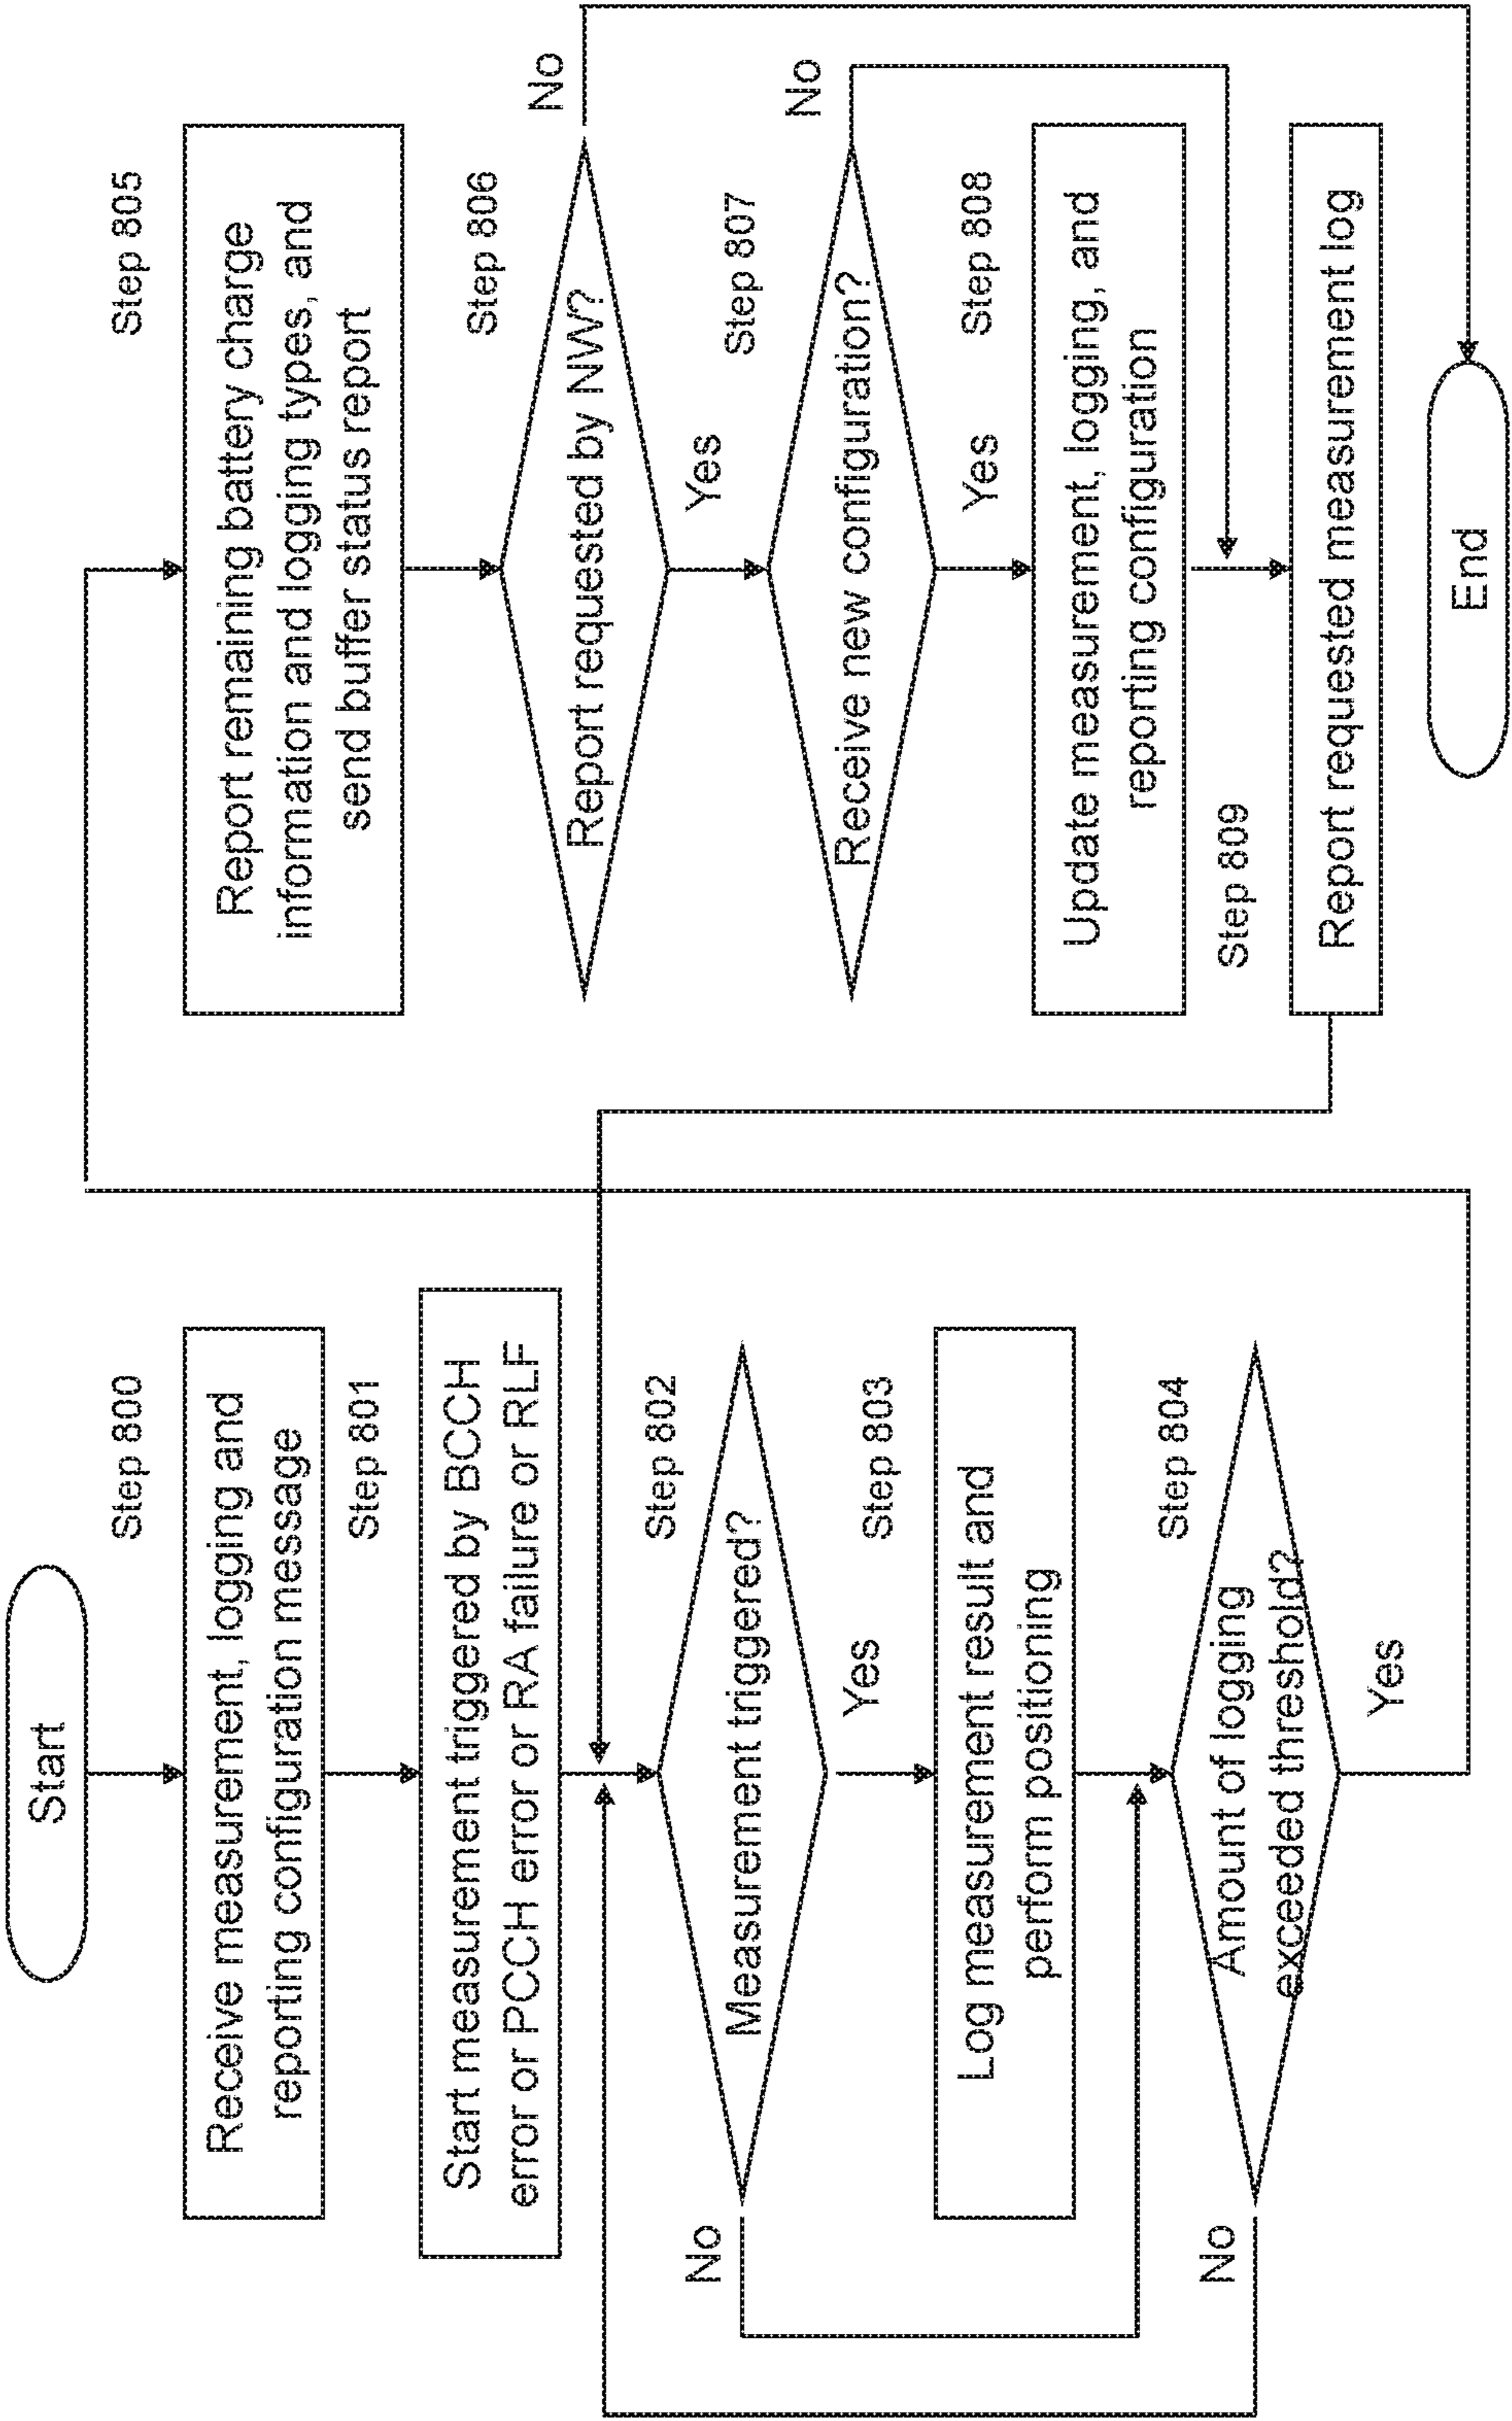 Start
Step 800
Receive measurement, logging and
reporting configuration message
Step 801
Start measurement triggered by BCCH
error or PCCH error or RA failure or RLF
Step 802
Measurement triggered?
No
Yes
Step 803
Log measurement result and
perform positioning
Step 804
Amount of logging
exceeded threshold?
No
Yes
Step 805
Report remaining battery charge
information and logging types, and
send buffer status report
Step 806
Report requested by NW?
No
Yes
Step 807
Receive new configuration?
No
Yes
Step 808
Update measurement, logging, and
reporting configuration
Step 809
Report requested measurement log
End